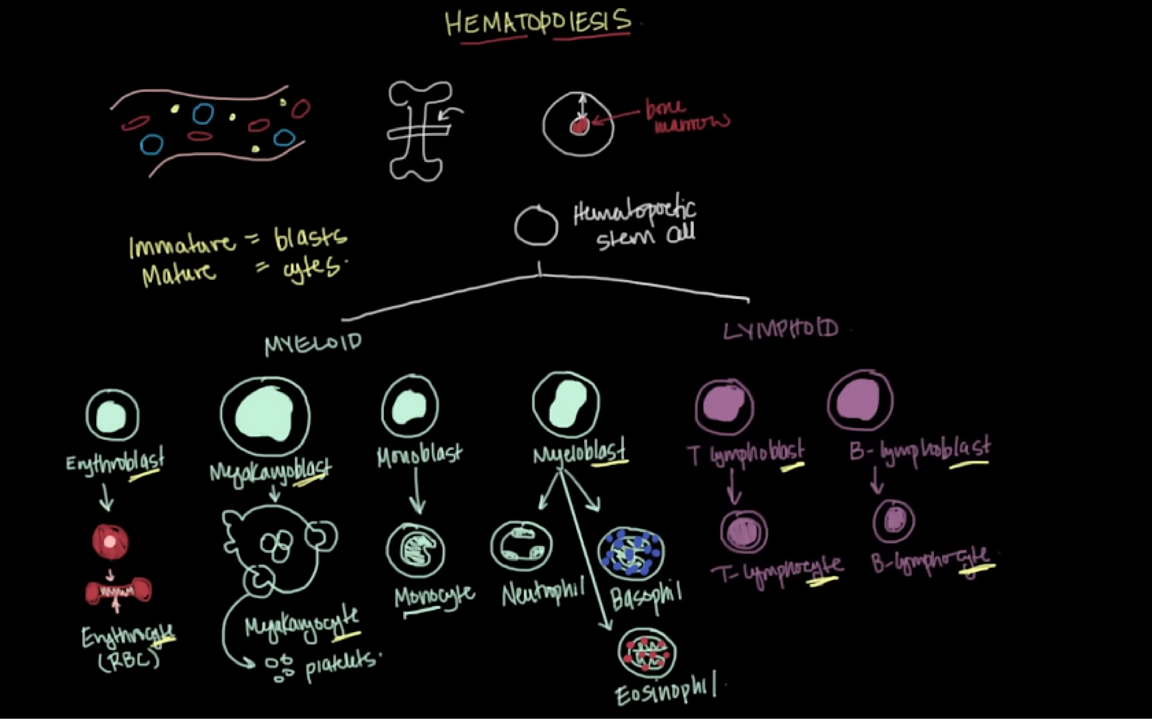 HEMATOPOIESIS
bone
marrow
Hematopoetic
stem cell
Immature = blasts
Mature = cytes.
MYELOID
LYMPHOID
Erythroblast
Megakaryoblast
Monoblast
Myeloblast
T lymphoblast
B-lymphoblast
Erythrocyte
(RBC)
Megakaryocyte
platelets.
Monocyte
Neutrophil
Basophil
Eosinophil
T-lymphocyte
B-lymphocyte